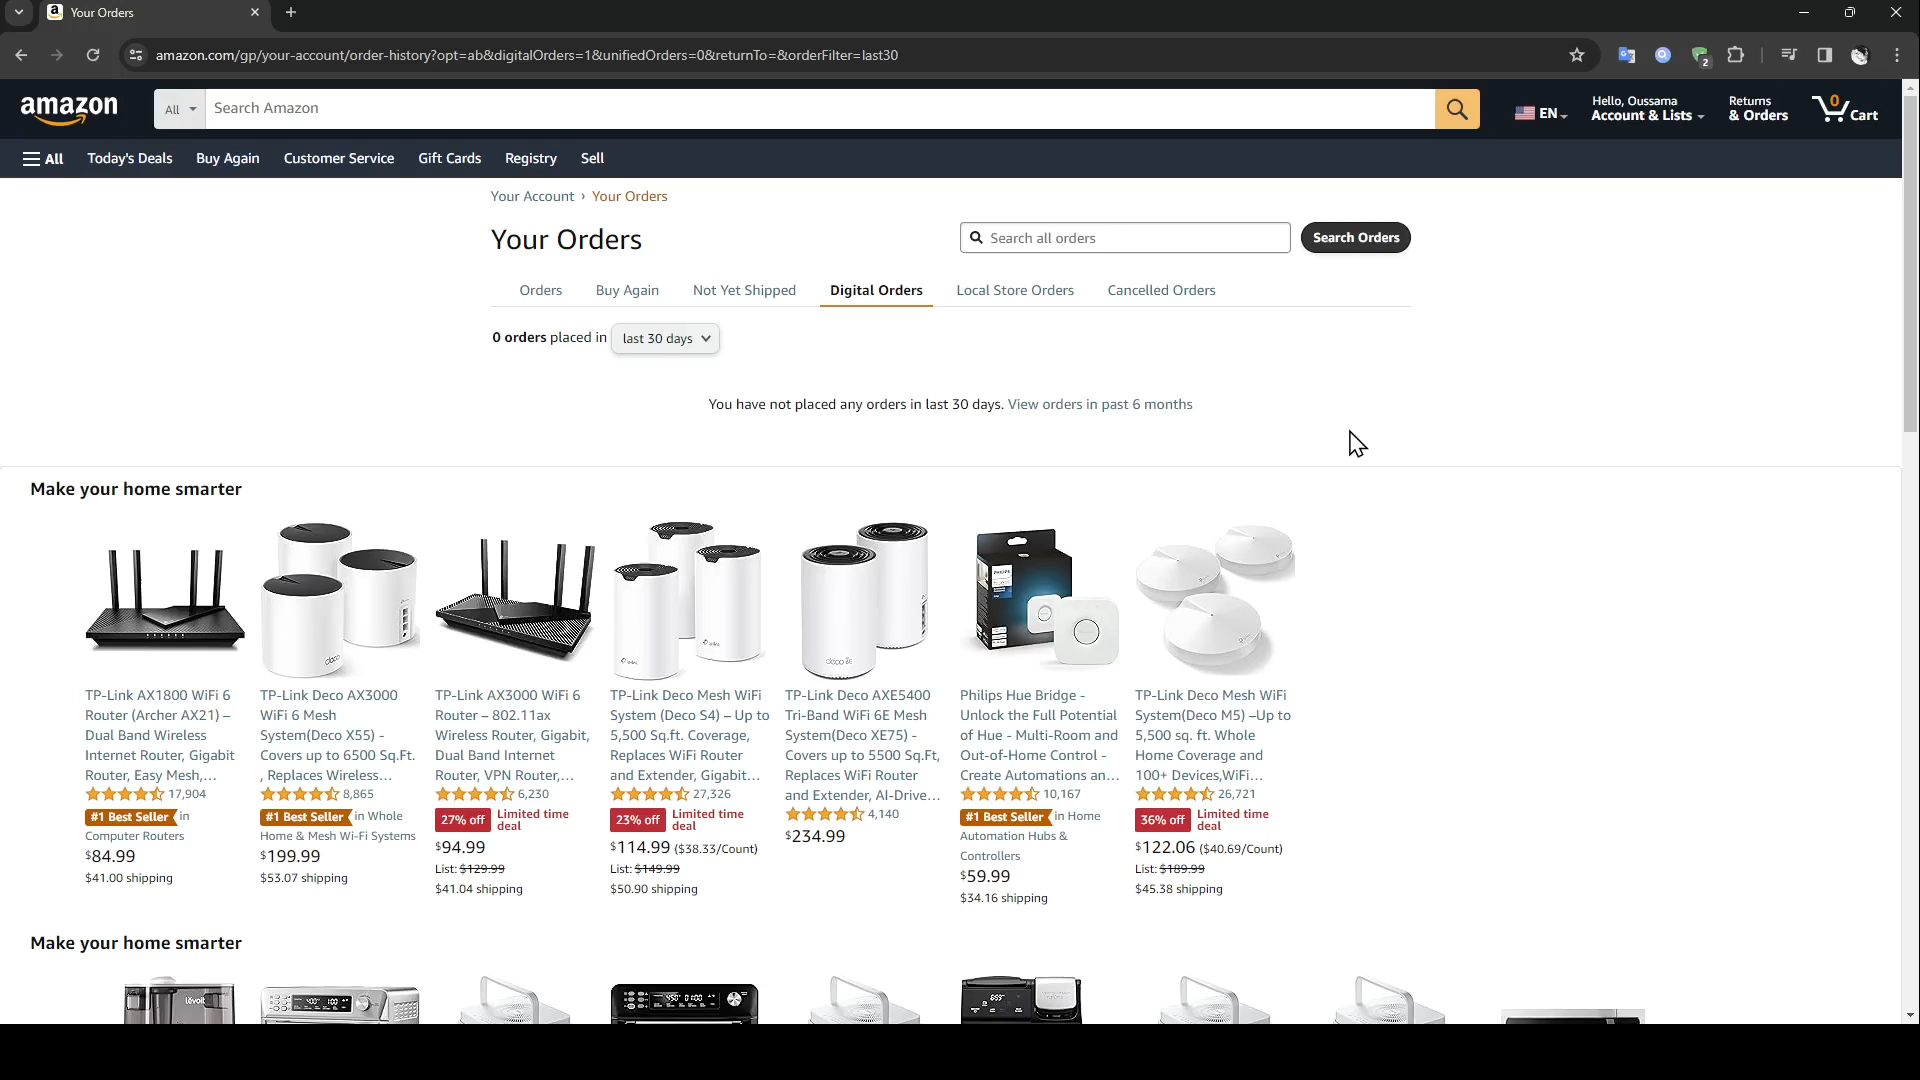 Your Orders
amazon.com/gp/your-account/order-history?opt=ab&digitalOrders=1&unifiedOrders=0&returnTo=&orderFilter=last30
2
amazon
All
Search Amazon
EN
Hello, Oussama
Account & Lists
Returns
& Orders
0
Cart
All
Today's Deals
Buy Again
Customer Service
Gift Cards
Registry
Sell
Your Account › Your Orders
Your Orders
Search all orders
Search Orders
Orders
Buy Again
Not Yet Shipped
Digital Orders
Local Store Orders
Cancelled Orders
0 orders placed in last 30 days
You have not placed any orders in last 30 days. View orders in past 6 months
Make your home smarter
TP-Link AX1800 WiFi 6
Router (Archer AX21) –
Dual Band Wireless
Internet Router, Gigabit
Router, Easy Mesh,...
17,904
#1 Best Seller in
Computer Routers
$84.99
$41.00 shipping
TP-Link Deco AX3000
WiFi 6 Mesh
System(Deco X55) -
Covers up to 6500 Sq.Ft.
, Replaces Wireless...
8,865
#1 Best Seller in Whole
Home & Mesh Wi-Fi Systems
$199.99
$53.07 shipping
TP-Link AX3000 WiFi 6
Router – 802.11ax
Wireless Router, Gigabit,
Dual Band Internet
Router, VPN Router,...
6,230
27% off
Limited time
deal
$94.99
List: $129.99
$41.04 shipping
TP-Link Deco Mesh WiFi
System (Deco S4) – Up to
5,500 Sq.ft. Coverage,
Replaces WiFi Router
and Extender, Gigabit...
27,326
23% off
Limited time
deal
$114.99 ($38.33/Count)
List: $149.99
$50.90 shipping
TP-Link Deco AXE5400
Tri-Band WiFi 6E Mesh
System(Deco XE75) -
Covers up to 5500 Sq.Ft,
Replaces WiFi Router
and Extender, AI-Drive...
4,140
$234.99
Philips Hue Bridge -
Unlock the Full Potential
of Hue - Multi-Room and
Out-of-Home Control -
Create Automations an...
10,167
#1 Best Seller in Home
Automation Hubs &
Controllers
$59.99
$34.16 shipping
TP-Link Deco Mesh WiFi
System(Deco M5) –Up to
5,500 sq. ft. Whole
Home Coverage and
100+ Devices,WiFi...
26,721
36% off
Limited time
deal
$122.06 ($40.69/Count)
List: $189.99
$45.38 shipping
Make your home smarter
levoit